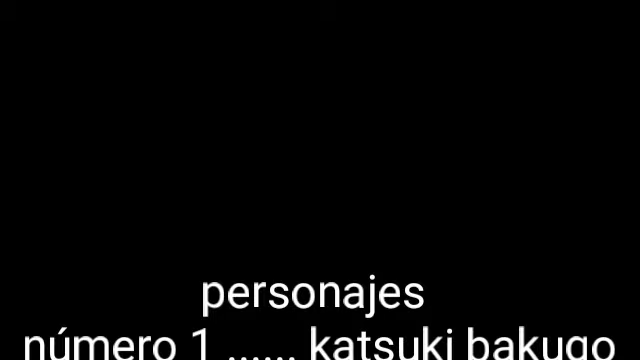 personajes
número 1 ...... katsuki bakugo